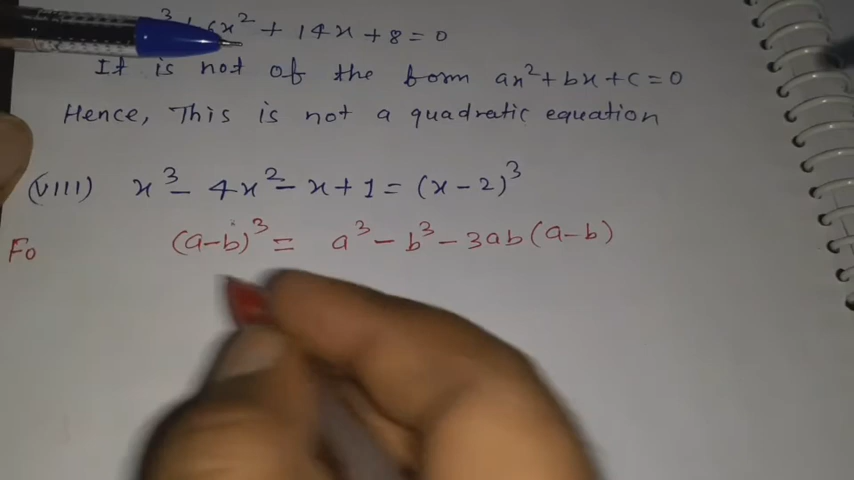 x² + 14x + 8 = 0
It is not of the form ax² + bx + c = 0
Hence, This is not a quadratic equation
(VIII) x³ - 4x² - x + 1 = (x - 2)³
Fo (a-b)³ = a³ - b³ - 3ab(a-b)